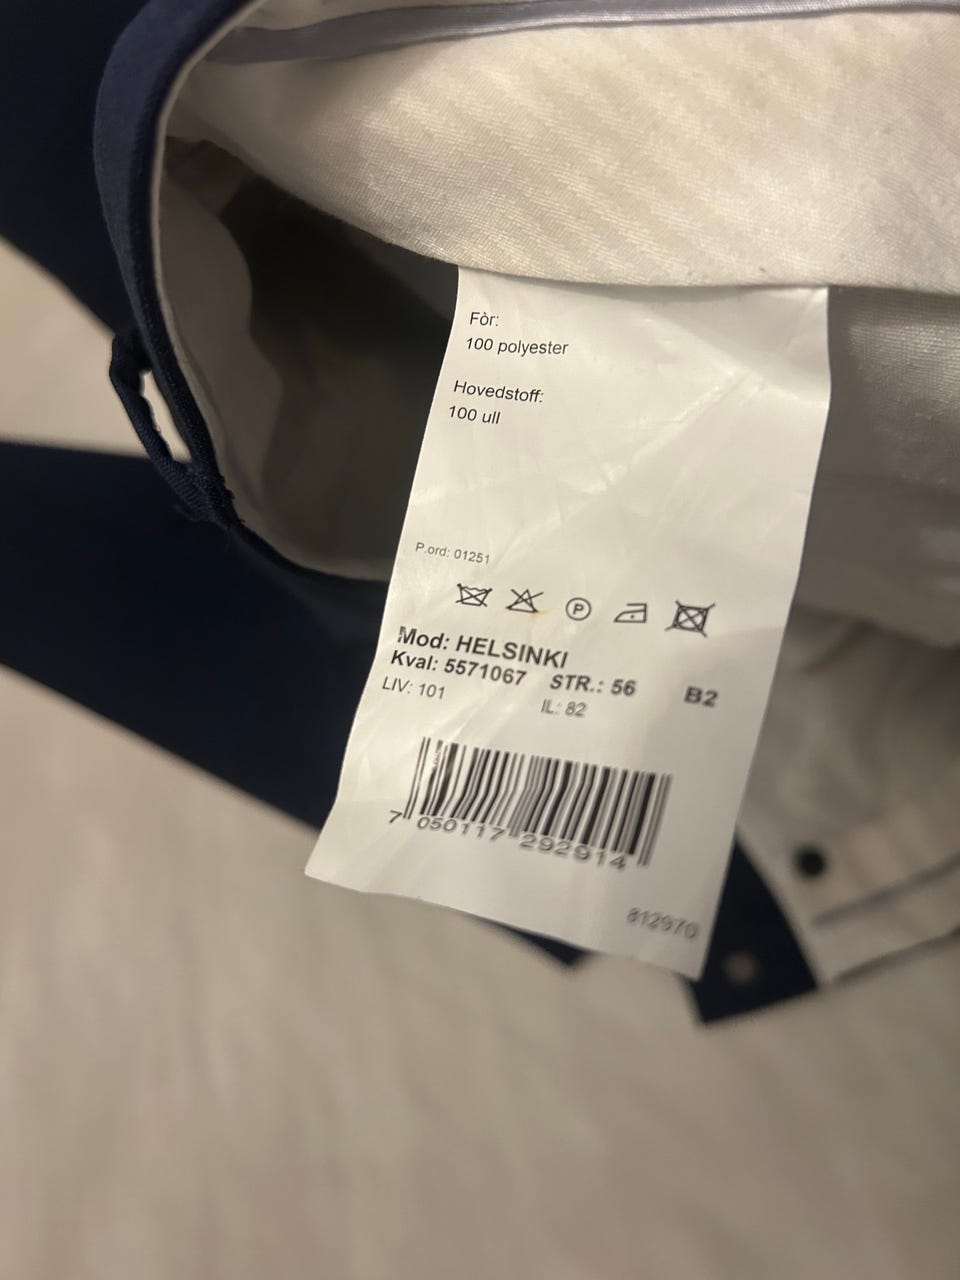 Fòr:
100 polyester
Hovedstoff:
100 ull
P.ord: 01251
P
Mod: HELSINKI
Kval: 5571067 STR.: 56 B2
LIV: 101 IL: 82
7 050117 292914
812970